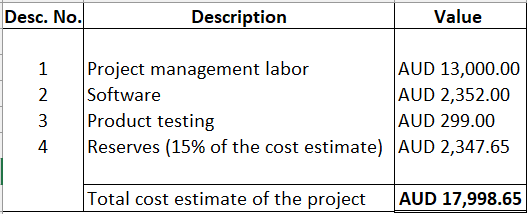 Desc. No. Description Value
1 Project management labor AUD 13,000.00
2 Software AUD 2,352.00
3 Product testing AUD 299.00
4 Reserves (15% of the cost estimate) AUD 2,347.65
Total cost estimate of the project AUD 17,998.65